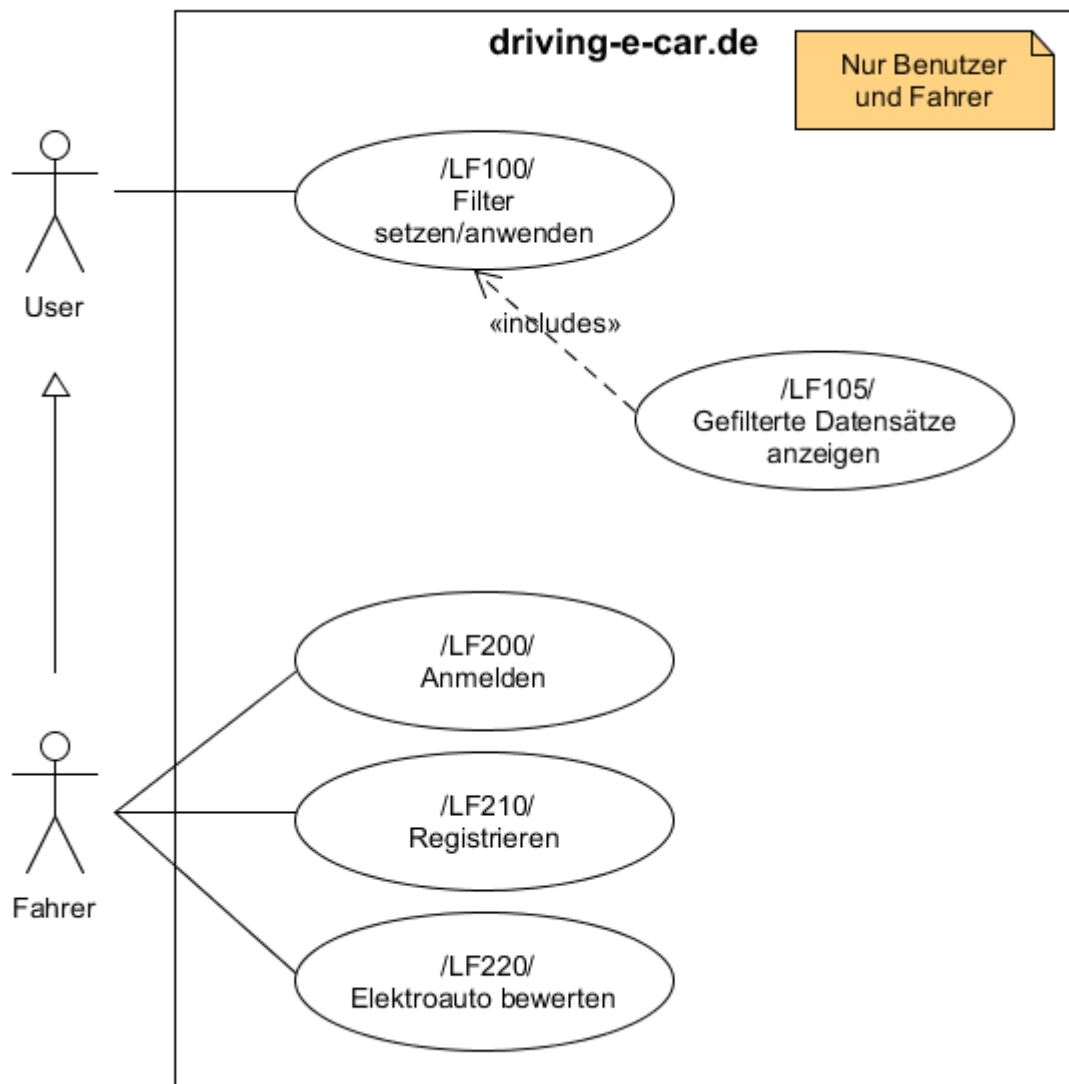 driving-e-car.de
Nur Benutzer
und Fahrer
/LF100/
Filter
setzen/anwenden
User
«includes»
/LF105/
Gefilterte Datensätze
anzeigen
/LF200/
Anmelden
/LF210/
Registrieren
Fahrer
/LF220/
Elektroauto bewerten